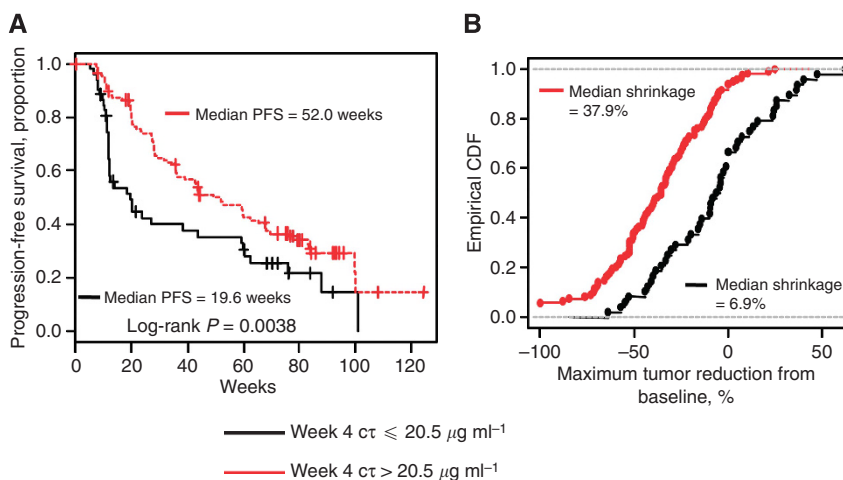 A
Progression-free survival, proportion
1.0
0.8
0.6
0.4
0.2
0.0
Median PFS = 52.0 weeks
Median PFS = 19.6 weeks
Log-rank P = 0.0038
0 20 40 60 80 100 120
Weeks
B
Empirical CDF
1.0
0.8
0.6
0.4
0.2
0.0
Median shrinkage
= 37.9%
Median shrinkage
= 6.9%
–100 –50 0 50
Maximum tumor reduction from
baseline, %
Week 4 cτ ⩽ 20.5 μg ml⁻¹
Week 4 cτ > 20.5 μg ml⁻¹